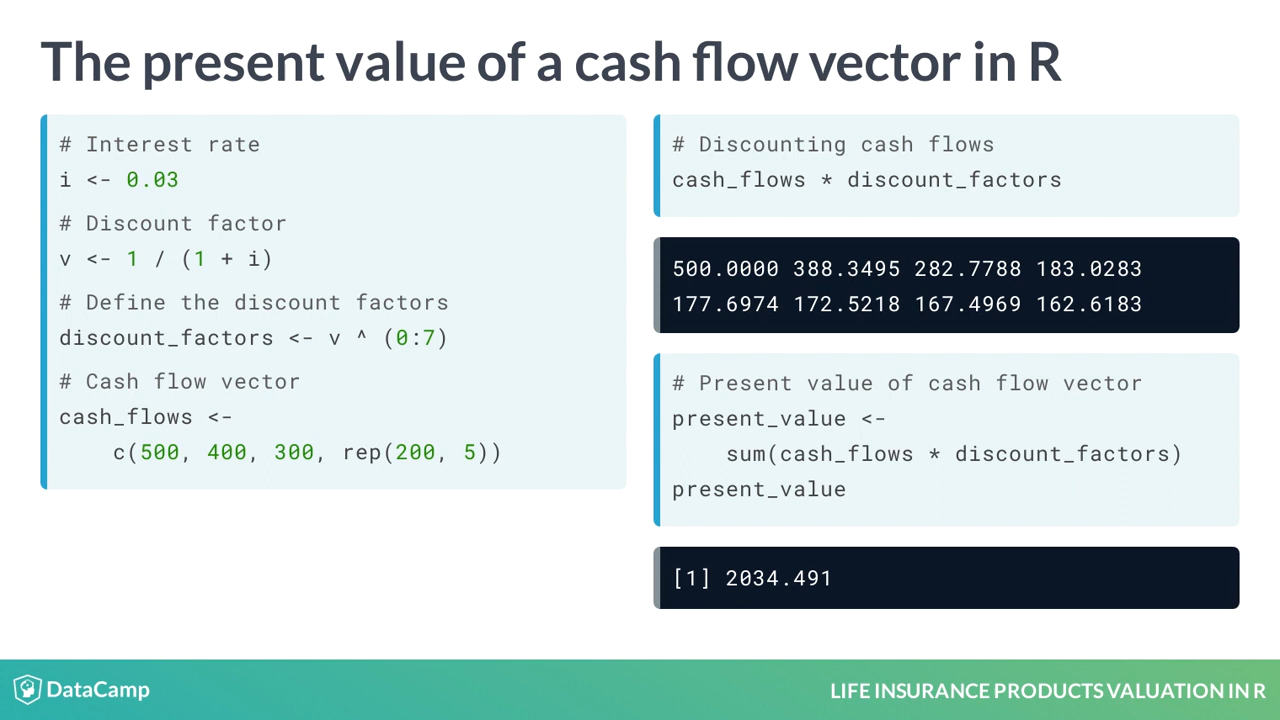 The present value of a cash flow vector in R
# Interest rate
i <- 0.03
# Discount factor
v <- 1 / (1 + i)
# Define the discount factors
discount_factors <- v ^ (0:7)
# Cash flow vector
cash_flows <-
    c(500, 400, 300, rep(200, 5))
# Discounting cash flows
cash_flows * discount_factors
500.0000 388.3495 282.7788 183.0283
177.6974 172.5218 167.4969 162.6183
# Present value of cash flow vector
present_value <-
    sum(cash_flows * discount_factors)
present_value
[1] 2034.491
DataCamp
LIFE INSURANCE PRODUCTS VALUATION IN R